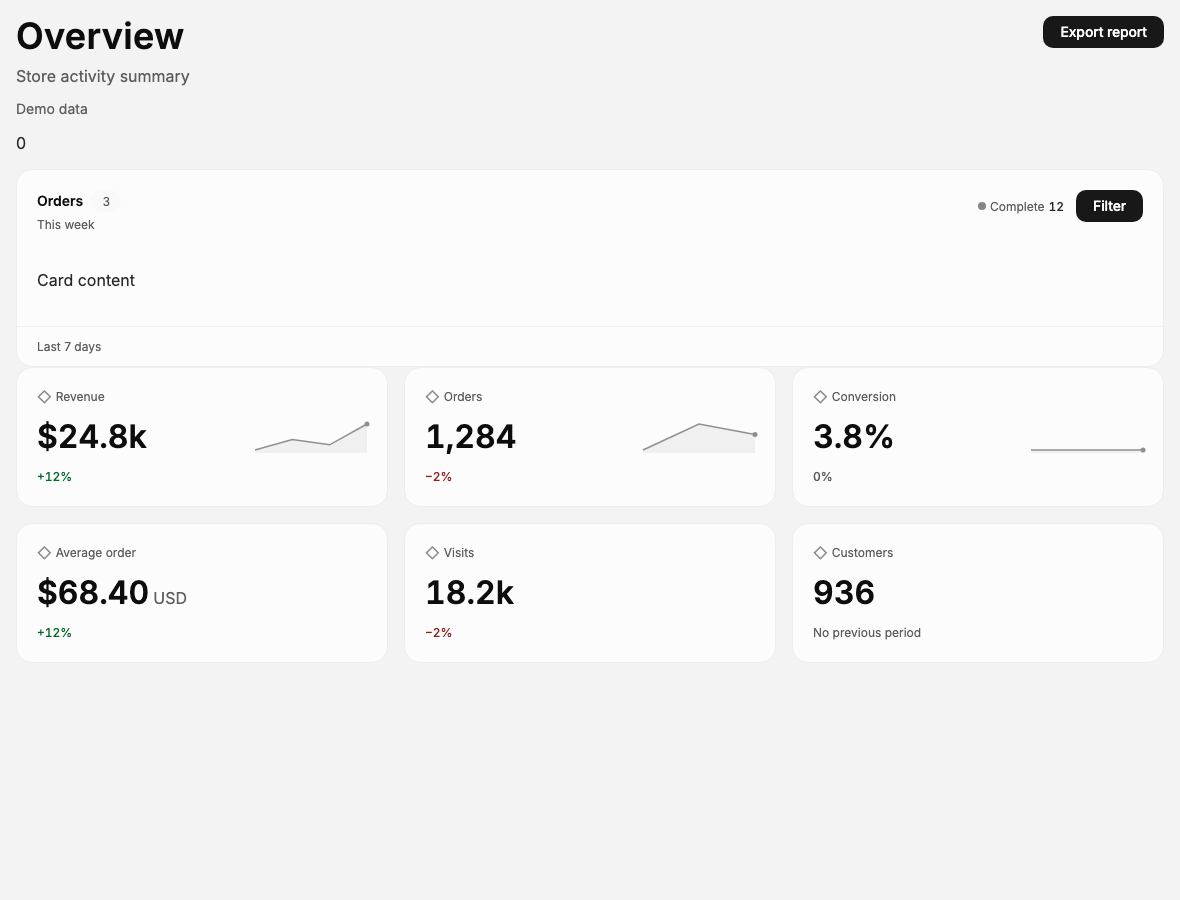 Overview
Export report
Store activity summary
Demo data
0
Orders 3
Complete 12
Filter
This week
Card content
Last 7 days
Revenue
$24.8k
+12%
Orders
1,284
−2%
Conversion
3.8%
0%
Average order
$68.40 USD
+12%
Visits
18.2k
−2%
Customers
936
No previous period